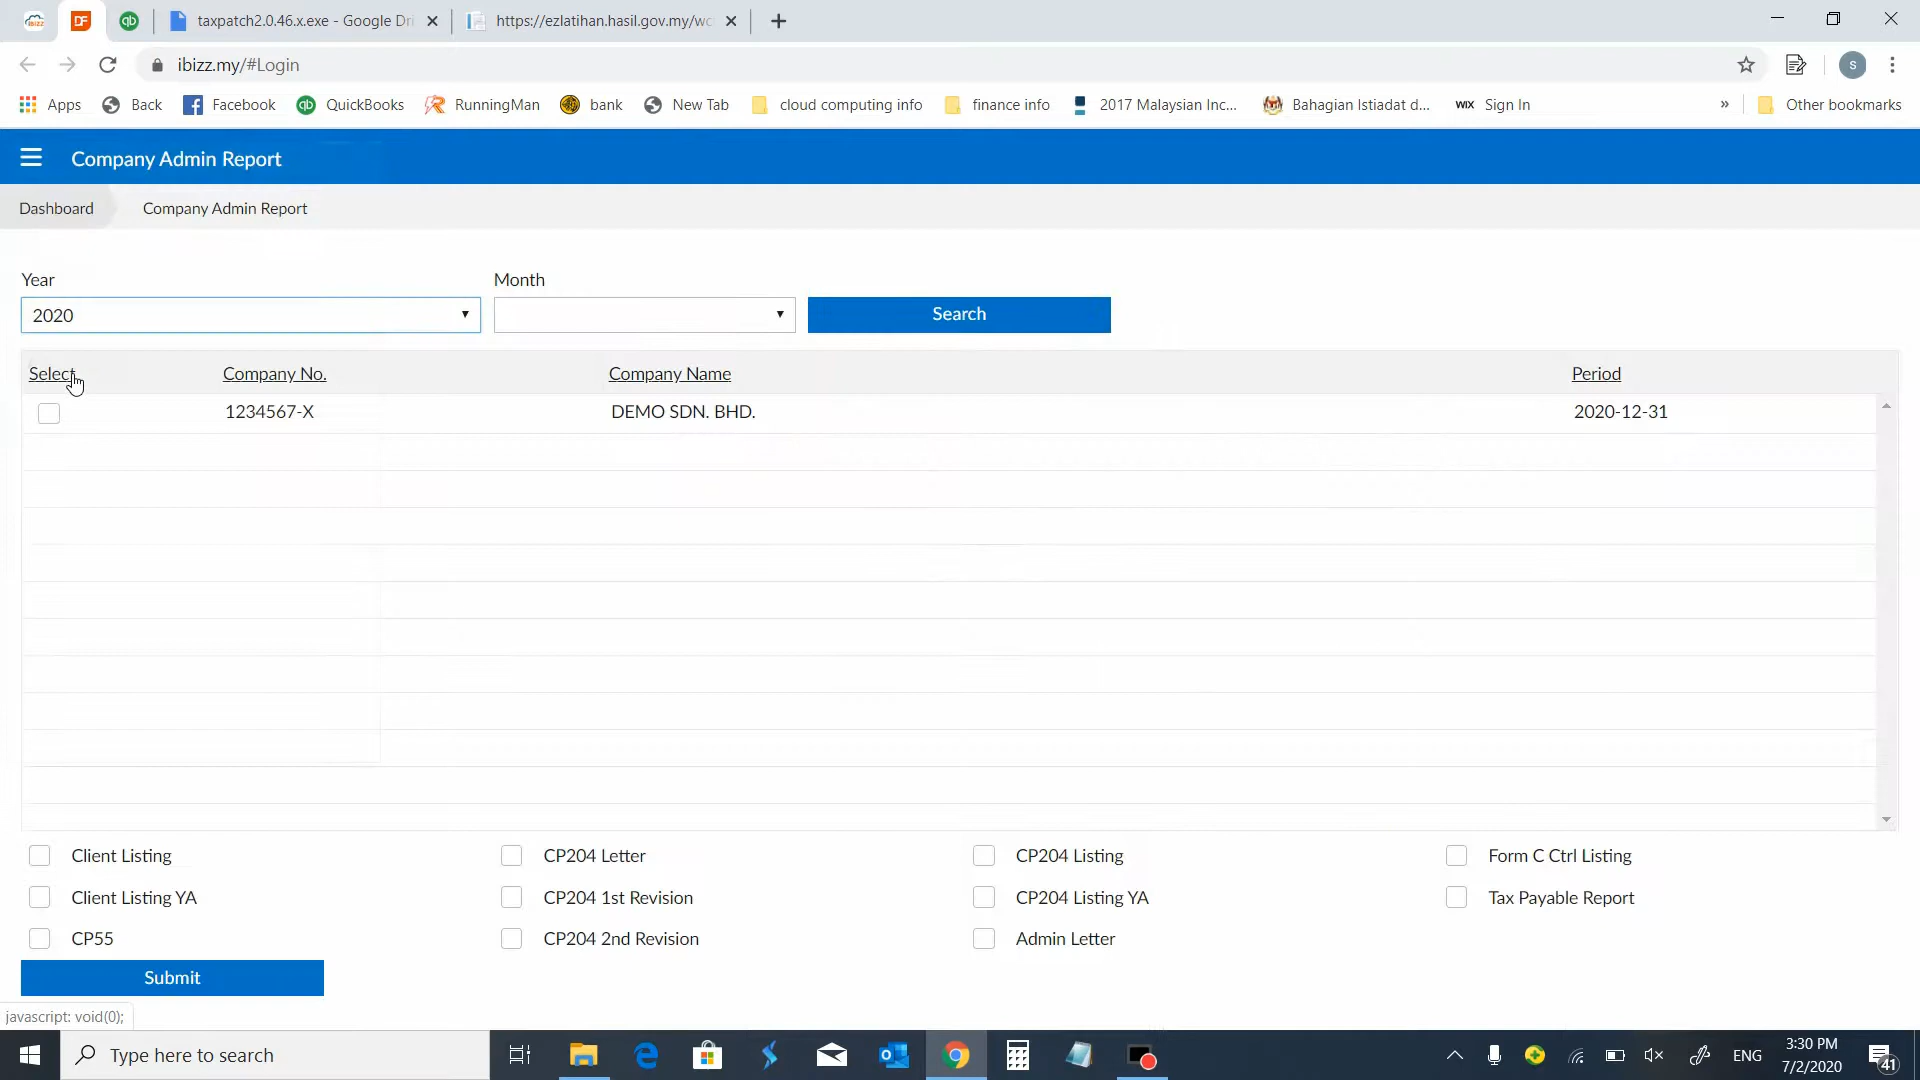 taxpatch2.0.46.x.exe - Google Dri
https://ezlatihan.hasil.gov.my/wc
ibizz.my/#Login
S
Apps Back Facebook QuickBooks RunningMan bank New Tab cloud computing info finance info 2017 Malaysian Inc... Bahagian Istiadat d... WIX Sign In » Other bookmarks
Company Admin Report
Dashboard Company Admin Report
Year Month
2020 Search
Select Company No. Company Name Period
1234567-X DEMO SDN. BHD. 2020-12-31
Client Listing CP204 Letter CP204 Listing Form C Ctrl Listing
Client Listing YA CP204 1st Revision CP204 Listing YA Tax Payable Report
CP55 CP204 2nd Revision Admin Letter
Submit
javascript: void(0);
Type here to search
ENG
3:30 PM
7/2/2020
41